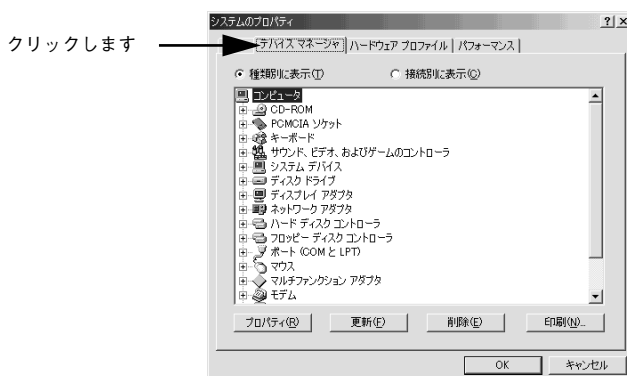 システムのプロパティ
クリックします
デバイス マネージャ ハードウェア プロファイル パフォーマンス
種類別に表示(T) 接続別に表示(C)
コンピュータ
CD-ROM
PCMCIA ソケット
キーボード
サウンド、ビデオ、およびゲームのコントローラ
システム デバイス
ディスク ドライブ
ディスプレイ アダプタ
ネットワーク アダプタ
ハード ディスク コントローラ
フロッピー ディスク コントローラ
ポート (COM と LPT)
マウス
マルチファンクション アダプタ
モデム
プロパティ(R) 更新(F) 削除(E) 印刷(N)...
OK キャンセル